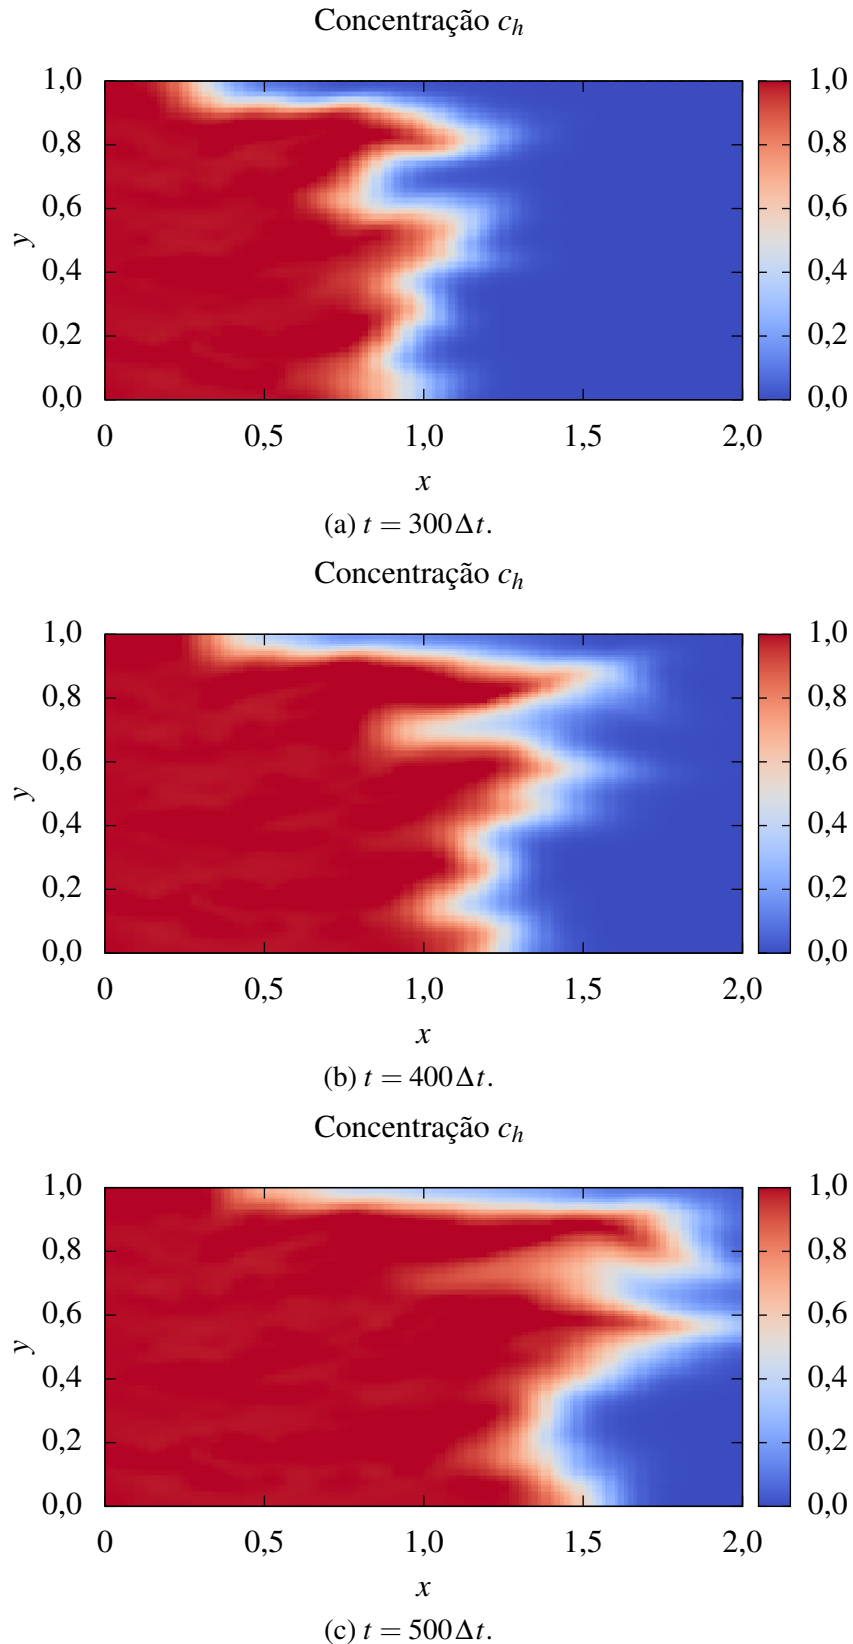 Concentração c_h
1,0 1,0
0,8 0,8
0,6 0,6
y
0,4 0,4
0,2 0,2
0,0 0,0
0 0,5 1,0 1,5 2,0
x
(a) t = 300Δt.
Concentração c_h
1,0 1,0
0,8 0,8
0,6 0,6
y
0,4 0,4
0,2 0,2
0,0 0,0
0 0,5 1,0 1,5 2,0
x
(b) t = 400Δt.
Concentração c_h
1,0 1,0
0,8 0,8
0,6 0,6
y
0,4 0,4
0,2 0,2
0,0 0,0
0 0,5 1,0 1,5 2,0
x
(c) t = 500Δt.